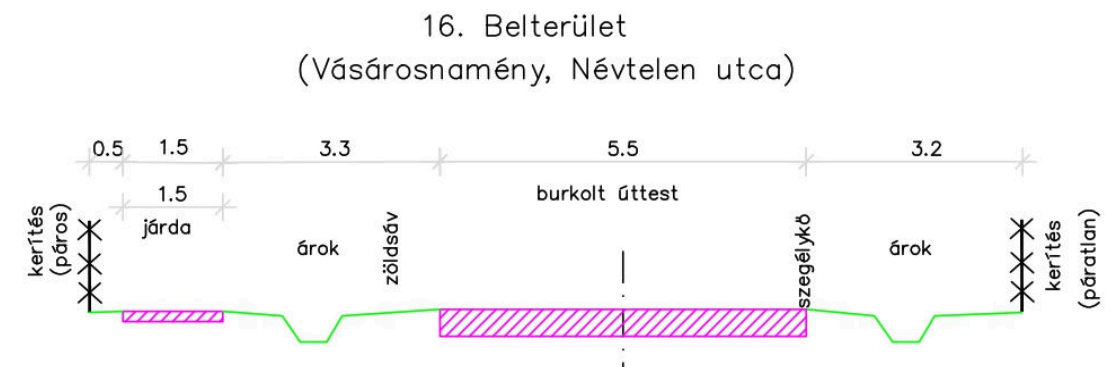 16. Belterület
(Vásárosnamény, Névtelen utca)
0.5 1.5 3.3 5.5 3.2
1.5
burkolt úttest
járda
kerítés
(páros)
árok
zöldsáv
szegélykő
árok
kerítés
(páratlan)